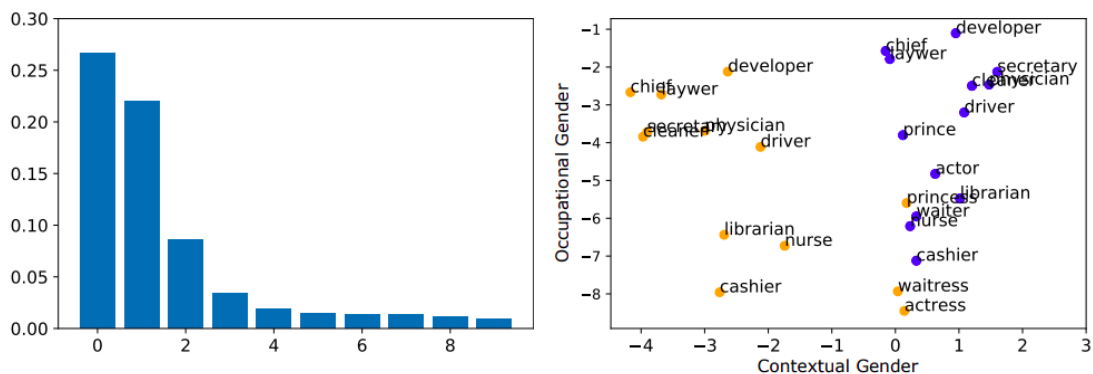 0.30
0.25
0.20
0.15
0.10
0.05
0.00
0 2 4 6 8
Occupational Gender
−1
−2
−3
−4
−5
−6
−7
−8
developer
chief
laywer
developer
secretary
cleaner
physician
chief
laywer
driver
secretary
physician
cleaner
prince
driver
actor
librarian
princess
waiter
nurse
librarian
nurse
cashier
cashier
waitress
actress
−4 −3 −2 −1 0 1 2 3
Contextual Gender